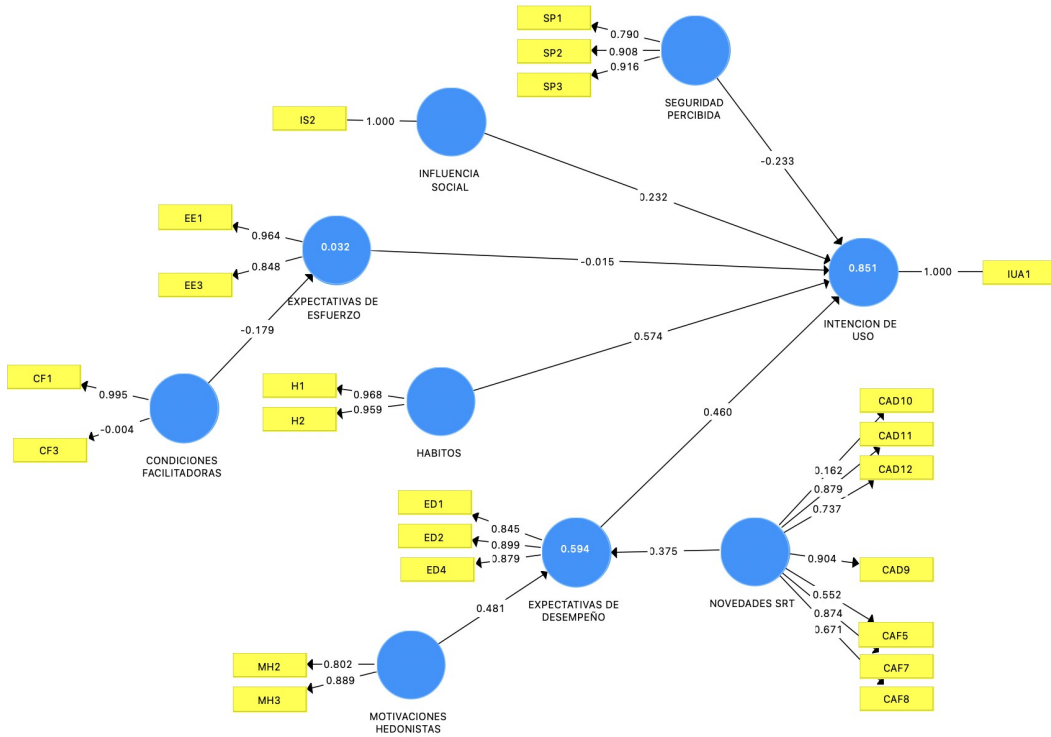 SP1
0.790
SP2
0.908
SP3
0.916
SEGURIDAD
PERCIBIDA
IS2
1.000
INFLUENCIA
SOCIAL
-0.233
0.232
EE1
0.964
EE3
0.848
0.032
EXPECTATIVAS DE
ESFUERZO
-0.015
0.851
1.000
IUA1
INTENCION DE
USO
-0.179
0.574
CF1
0.995
CF3
-0.004
CONDICIONES
FACILITADORAS
H1
0.968
H2
0.959
HABITOS
0.460
CAD10
CAD11
CAD12
0.162
0.879
0.737
ED1
0.845
ED2
0.899
ED4
0.879
0.594
EXPECTATIVAS DE
DESEMPEÑO
0.375
NOVEDADES SRT
0.904
CAD9
0.552
0.874
0.671
CAF5
CAF7
CAF8
0.481
MH2
0.802
MH3
0.889
MOTIVACIONES
HEDONISTAS